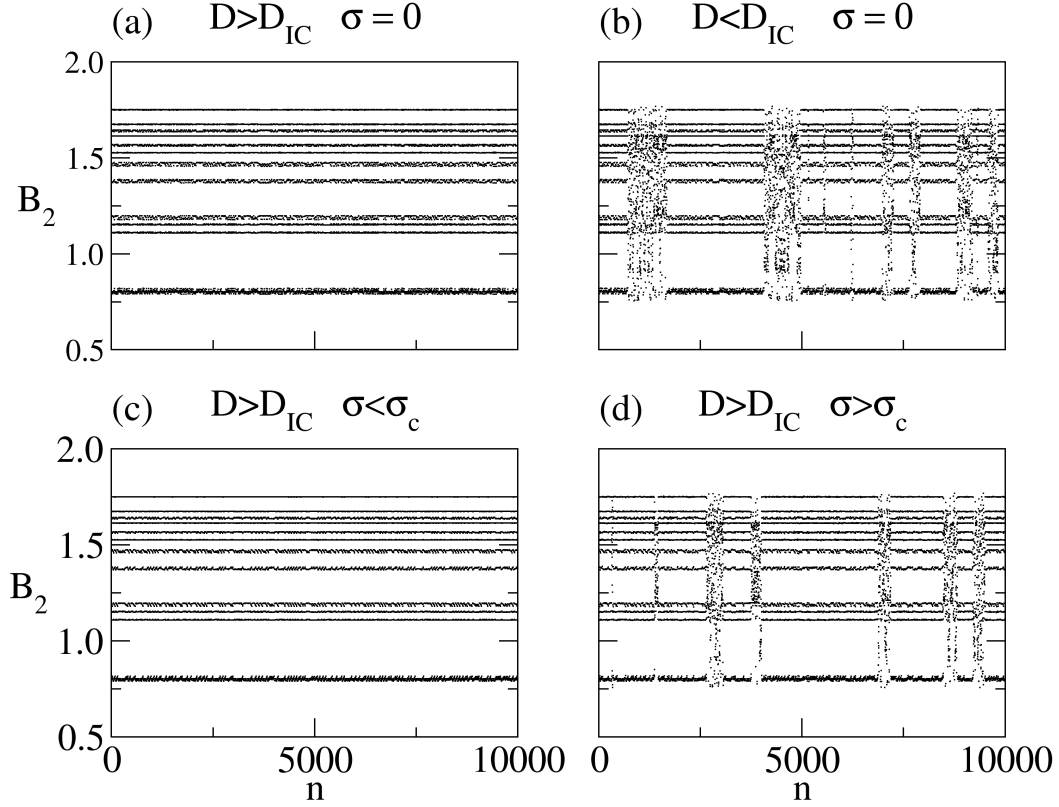 (a) D>D_IC σ = 0
(b) D<D_IC σ = 0
2.0
1.5
B_2
1.0
0.5
(c) D>D_IC σ<σ_c
(d) D>D_IC σ>σ_c
2.0
1.5
B_2
1.0
0.5
0 5000 10000
0 5000 10000
n
n